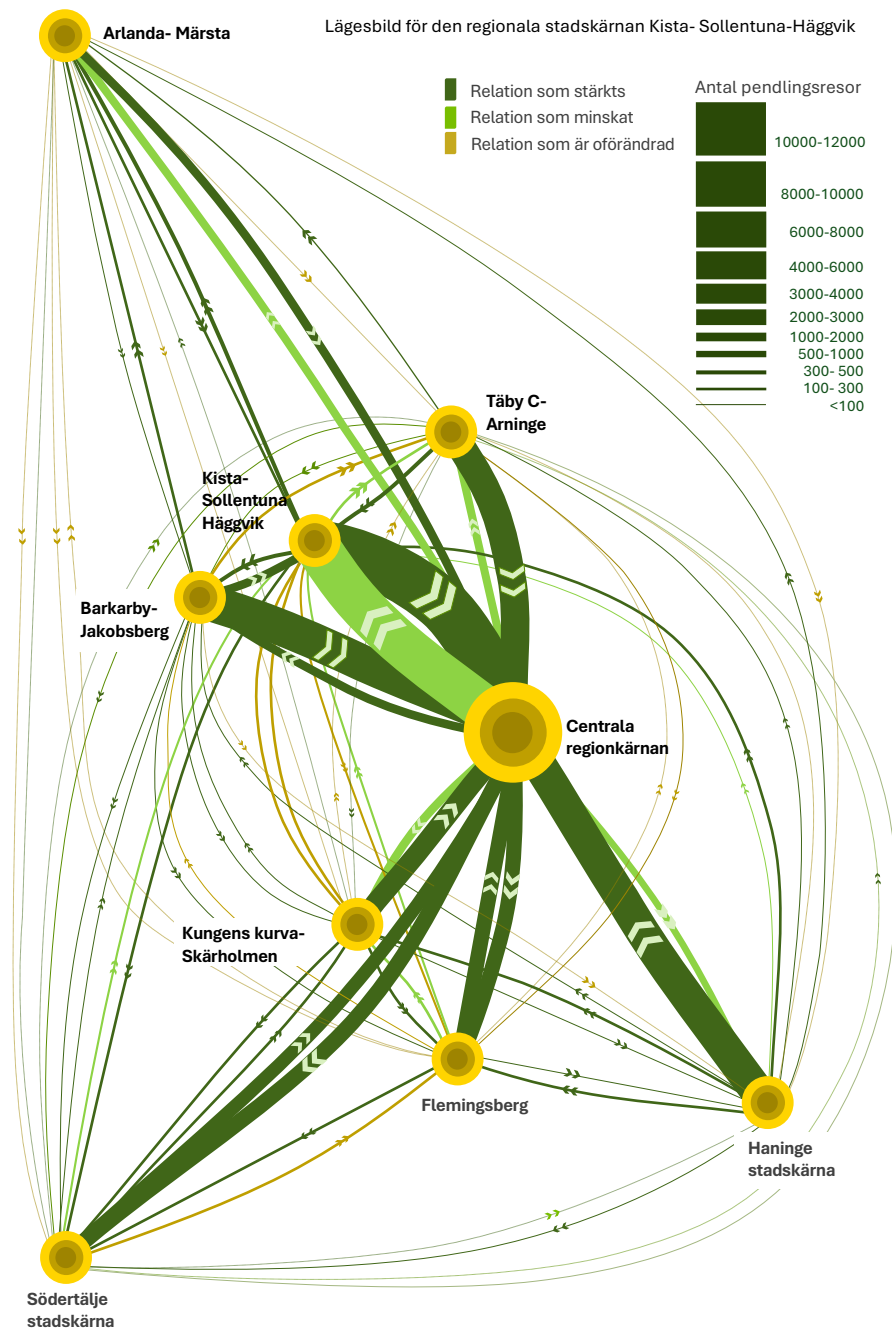 Lägesbild för den regionala stadskärnan Kista- Sollentuna-Häggvik
Arlanda- Märsta
Relation som stärkts
Relation som minskat
Relation som är oförändrad
Antal pendlingsresor
10000-12000
8000-10000
6000-8000
4000-6000
3000-4000
2000-3000
1000-2000
500-1000
300- 500
100- 300
<100
Täby C-
Arninge
Kista-
Sollentuna
Häggvik
Barkarby-
Jakobsberg
Centrala
regionkärnan
Kungens kurva-
Skärholmen
Flemingsberg
Haninge
stadskärna
Södertälje
stadskärna